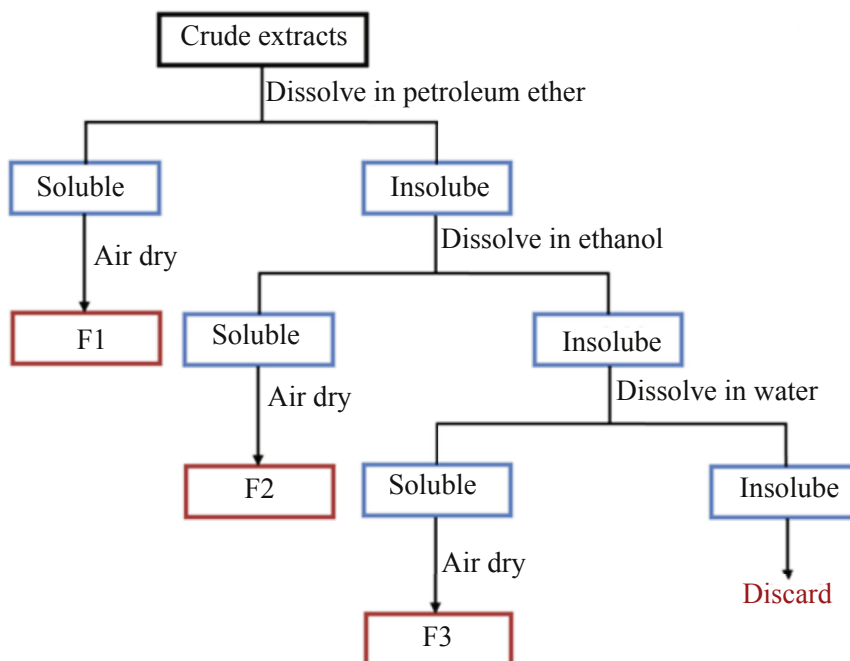 Crude extracts
Dissolve in petroleum ether
Soluble
Insolube
Air dry
Dissolve in ethanol
F1
Soluble
Insolube
Air dry
Dissolve in water
F2
Soluble
Insolube
Air dry
Discard
F3